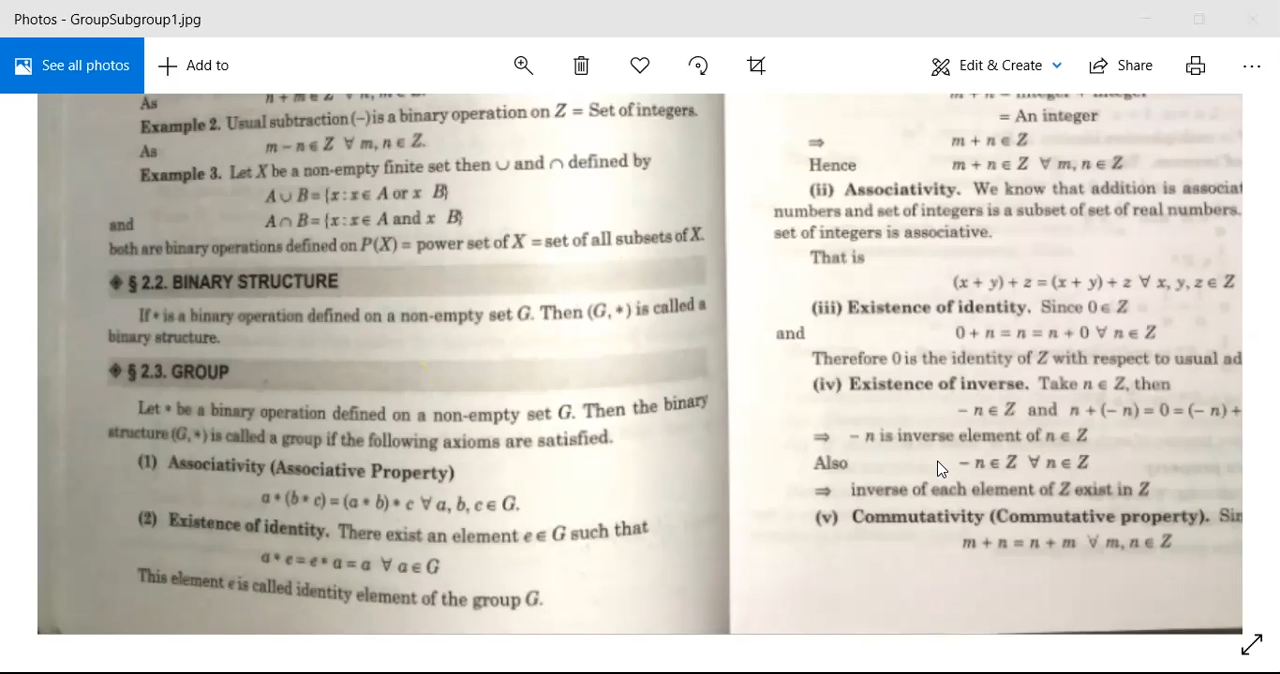 Photos - GroupSubgroup1.jpg
See all photos
Add to
Edit & Create
Share
As
Example 2. Usual subtraction (–) is a binary operation on Z = Set of integers.
As m – n ∈ Z ∀ m, n ∈ Z.
Example 3. Let X be a non-empty finite set then ∪ and ∩ defined by
A ∪ B = {x : x ∈ A or x B}
and A ∩ B = {x : x ∈ A and x B}
both are binary operations defined on P(X) = power set of X = set of all subsets of X.
§ 2.2. BINARY STRUCTURE
If * is a binary operation defined on a non-empty set G. Then (G, *) is called a
binary structure.
§ 2.3. GROUP
Let * be a binary operation defined on a non-empty set G. Then the binary
structure (G, *) is called a group if the following axioms are satisfied.
(1) Associativity (Associative Property)
a * (b * c) = (a * b) * c ∀ a, b, c ∈ G.
(2) Existence of identity. There exist an element e ∈ G such that
a * e = e * a = a ∀ a ∈ G
This element e is called identity element of the group G.
= An integer
⇒ m + n ∈ Z
Hence m + n ∈ Z ∀ m, n ∈ Z
(ii) Associativity. We know that addition is associat
numbers and set of integers is a subset of set of real numbers.
set of integers is associative.
That is
(x + y) + z = (x + y) + z ∀ x, y, z ∈ Z
(iii) Existence of identity. Since 0 ∈ Z
and 0 + n = n = n + 0 ∀ n ∈ Z
Therefore 0 is the identity of Z with respect to usual ad
(iv) Existence of inverse. Take n ∈ Z, then
– n ∈ Z and n + (– n) = 0 = (– n) +
⇒ – n is inverse element of n ∈ Z
Also – n ∈ Z ∀ n ∈ Z
⇒ inverse of each element of Z exist in Z
(v) Commutativity (Commutative property). Sin
m + n = n + m ∀ m, n ∈ Z